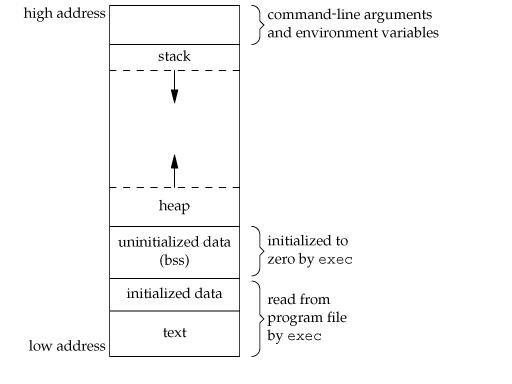 high address
command-line arguments
and environment variables
stack
heap
uninitialized data
(bss)
initialized to
zero by exec
initialized data
read from
program file
by exec
text
low address